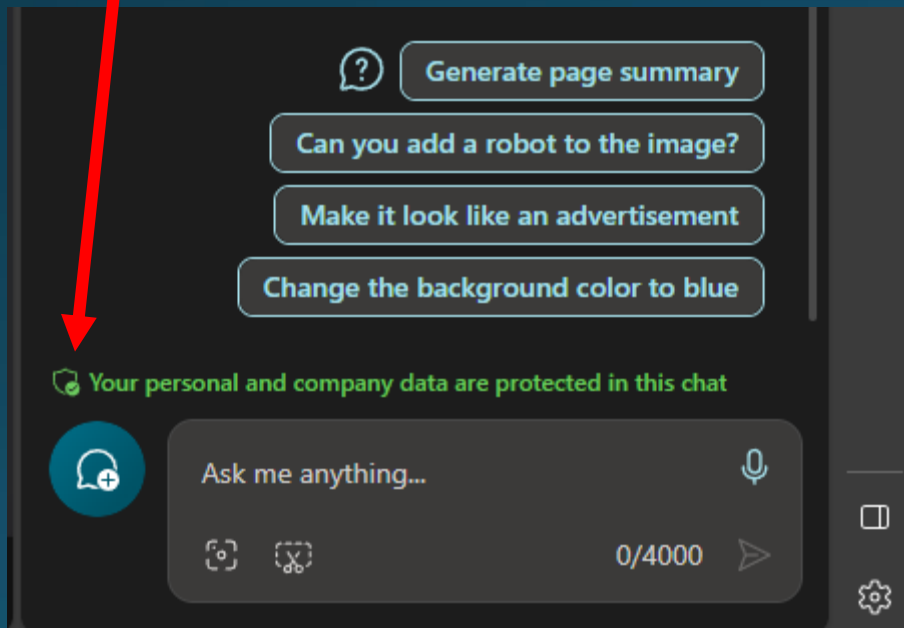 Generate page summary
Can you add a robot to the image?
Make it look like an advertisement
Change the background color to blue
Your personal and company data are protected in this chat
Ask me anything...
0/4000